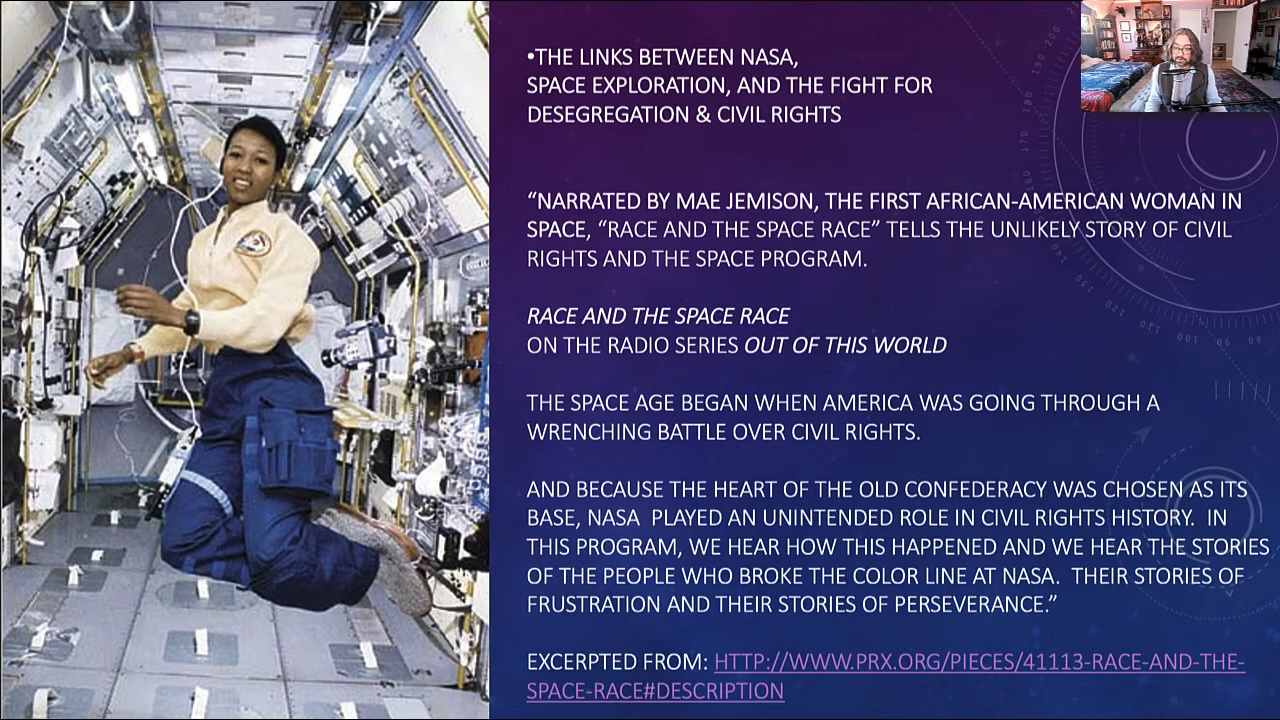 •THE LINKS BETWEEN NASA,
SPACE EXPLORATION, AND THE FIGHT FOR
DESEGREGATION & CIVIL RIGHTS
“NARRATED BY MAE JEMISON, THE FIRST AFRICAN-AMERICAN WOMAN IN
SPACE, “RACE AND THE SPACE RACE” TELLS THE UNLIKELY STORY OF CIVIL
RIGHTS AND THE SPACE PROGRAM.
RACE AND THE SPACE RACE
ON THE RADIO SERIES OUT OF THIS WORLD
THE SPACE AGE BEGAN WHEN AMERICA WAS GOING THROUGH A
WRENCHING BATTLE OVER CIVIL RIGHTS.
AND BECAUSE THE HEART OF THE OLD CONFEDERACY WAS CHOSEN AS ITS
BASE, NASA  PLAYED AN UNINTENDED ROLE IN CIVIL RIGHTS HISTORY.  IN
THIS PROGRAM, WE HEAR HOW THIS HAPPENED AND WE HEAR THE STORIES
OF THE PEOPLE WHO BROKE THE COLOR LINE AT NASA.  THEIR STORIES OF
FRUSTRATION AND THEIR STORIES OF PERSEVERANCE.”
EXCERPTED FROM: HTTP://WWW.PRX.ORG/PIECES/41113-RACE-AND-THE-
SPACE-RACE#DESCRIPTION